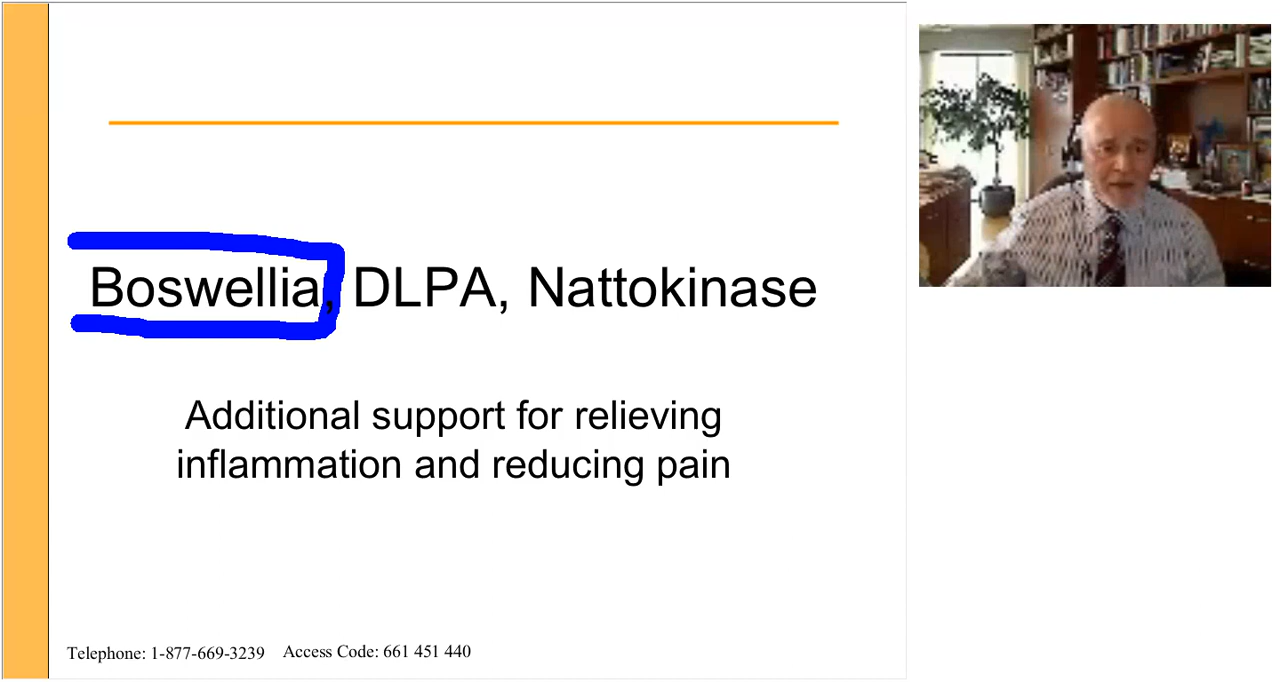 Boswellia, DLPA, Nattokinase
Additional support for relieving
inflammation and reducing pain
Telephone: 1-877-669-3239 Access Code: 661 451 440